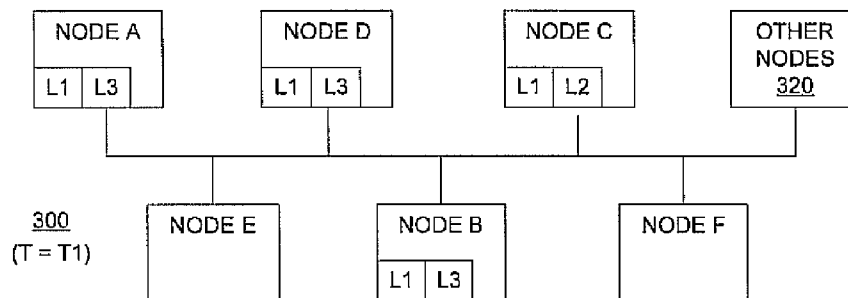 NODE A
L1 L3
NODE D
L1 L3
NODE C
L1 L2
OTHER
NODES
320
300
(T = T1)
NODE E
NODE B
L1 L3
NODE F